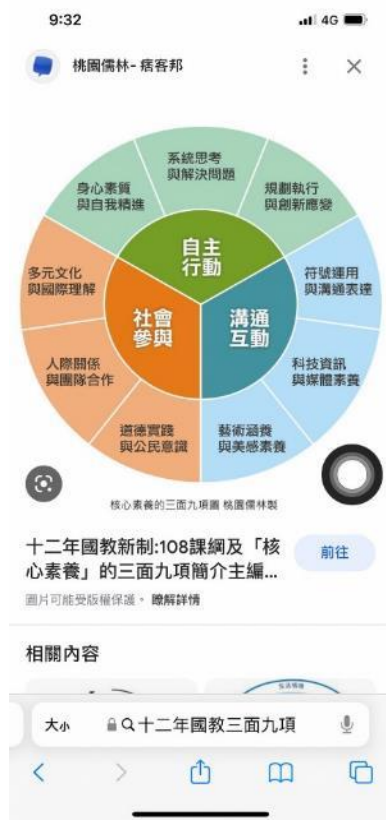 9:32
4G
桃園儒林- 痞客邦
系統思考
與解決問題
身心素質
與自我精進
規劃執行
與創新應變
自主
行動
多元文化
與國際理解
符號運用
與溝通表達
社會
參與
溝通
互動
人際關係
與團隊合作
科技資訊
與媒體素養
道德實踐
與公民意識
藝術涵養
與美感素養
核心素養的三面九項圖 桃園儒林製
十二年國教新制:108課綱及「核
心素養」的三面九項簡介主編...
前往
圖片可能受版權保護。 瞭解詳情
相關內容
大小
十二年國教三面九項